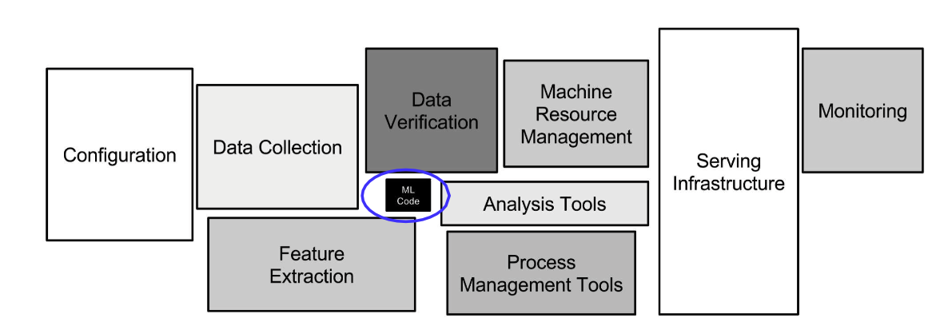 Configuration
Data Collection
Data
Verification
Machine
Resource
Management
Monitoring
Serving
Infrastructure
ML
Code
Analysis Tools
Feature
Extraction
Process
Management Tools